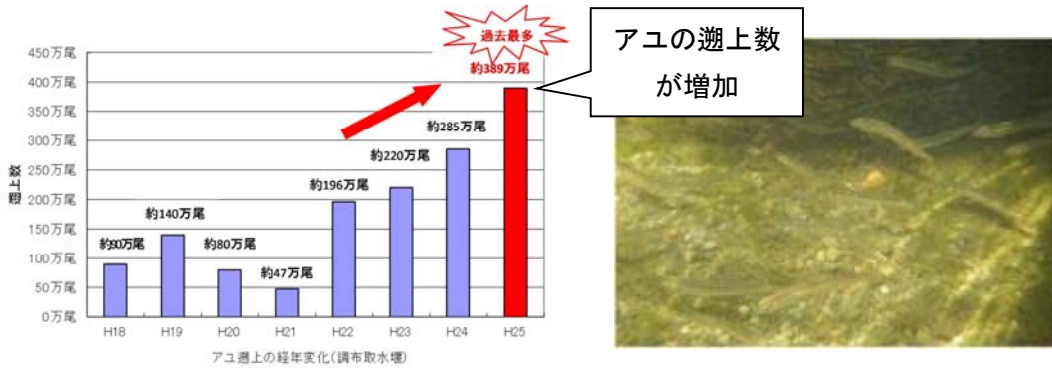 過去最多
アユの遡上数
が増加
450万尾
400万尾
350万尾
300万尾
250万尾
200万尾
150万尾
100万尾
50万尾
0万尾
遡上数
約90万尾
約140万尾
約80万尾
約47万尾
約196万尾
約220万尾
約285万尾
約389万尾
H18 H19 H20 H21 H22 H23 H24 H25
アユ遡上の経年変化(調布取水堰)